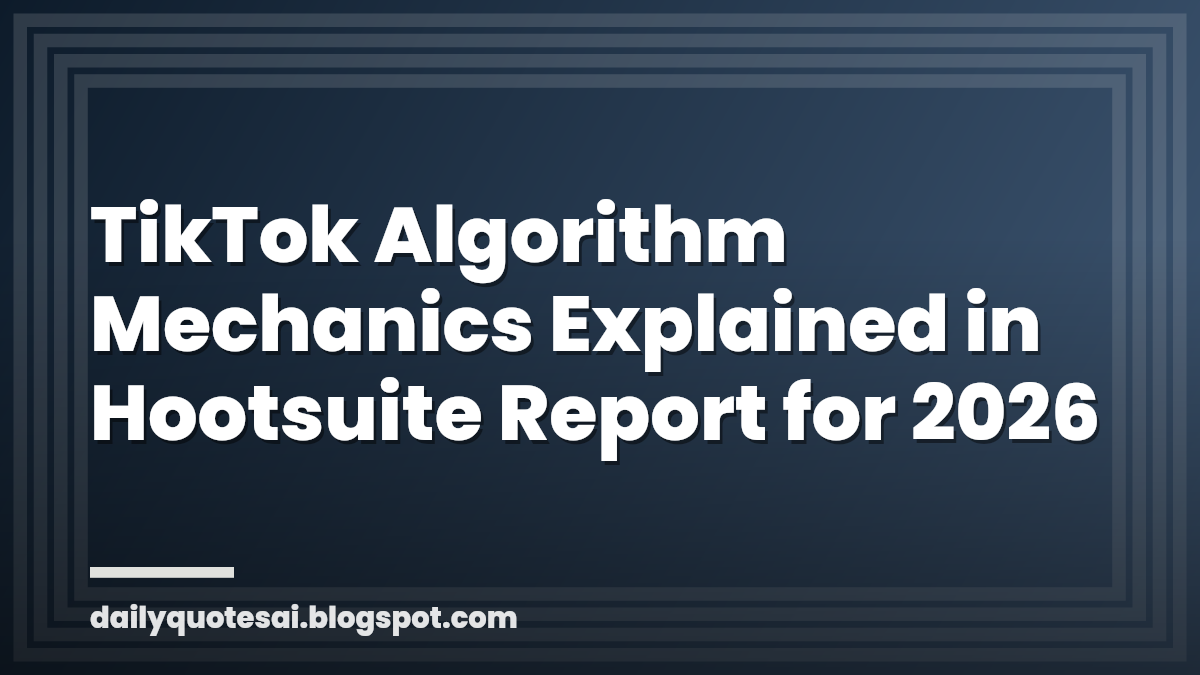 TikTok Algorithm
Mechanics Explained in
Hootsuite Report for 2026
dailyquotesai.blogspot.com